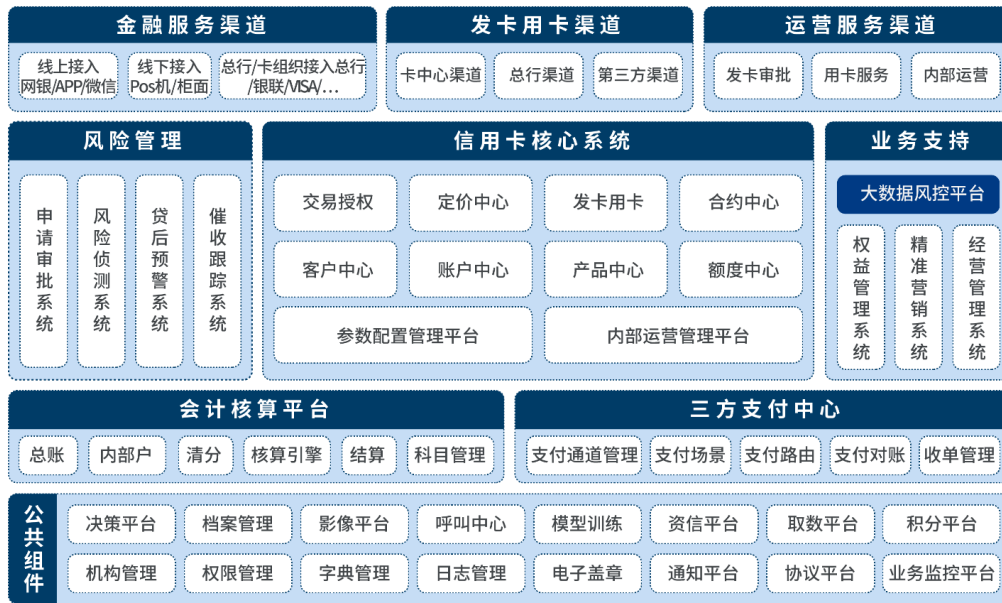 金融服务渠道
线上接入
网银/APP/微信
线下接入
Pos机/柜面
总行/卡组织接入总行
/银联/VISA/…
发卡用卡渠道
卡中心渠道
总行渠道
第三方渠道
运营服务渠道
发卡审批
用卡服务
内部运营
风险管理
申请审批系统
风险侦测系统
贷后预警系统
催收跟踪系统
信用卡核心系统
交易授权
定价中心
发卡用卡
合约中心
客户中心
账户中心
产品中心
额度中心
参数配置管理平台
内部运营管理平台
业务支持
大数据风控平台
权益管理系统
精准营销系统
经营管理系统
会计核算平台
总账
内部户
清分
核算引擎
结算
科目管理
三方支付中心
支付通道管理
支付场景
支付路由
支付对账
收单管理
公共组件
决策平台
档案管理
影像平台
呼叫中心
模型训练
资信平台
取数平台
积分平台
机构管理
权限管理
字典管理
日志管理
电子盖章
通知平台
协议平台
业务监控平台